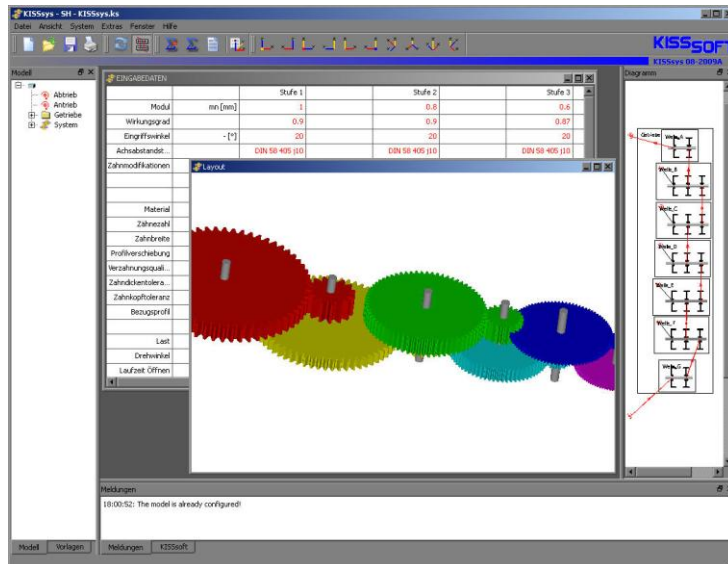 KISSsys - SH - KISSsys.ks
Datei Ansicht System Extras Fenster Hilfe
KISSSOFT
KISSsys 08-2009A
Modell
Abtrieb
Antrieb
Getriebe
System
EINGABEDATEN
Stufe 1 Stufe 2 Stufe 3
Modul mn [mm] 1 0.8 0.6
Wirkungsgrad 0.9 0.9 0.87
Eingriffswinkel - [°] 20 20 20
Achsabstandst... DIN 58 405 j10 DIN 58 405 j10 DIN 58 405 j10
Zahnmodifikationen
Material
Zähnezahl
Zahnbreite
Profilverschiebung
Verzahnungsquali...
Zahndickentolera...
Zahnkopftoleranz
Bezugsprofil
Last
Drehwinkel
Laufzeit Öffnen
Layout
Diagramm
Getriebe
Welle_A
Welle_B
Welle_C
Welle_D
Welle_E
Welle_F
Welle_G
Meldungen
18:00:52: The model is already configured!
Modell Vorlagen
Meldungen KISSsoft